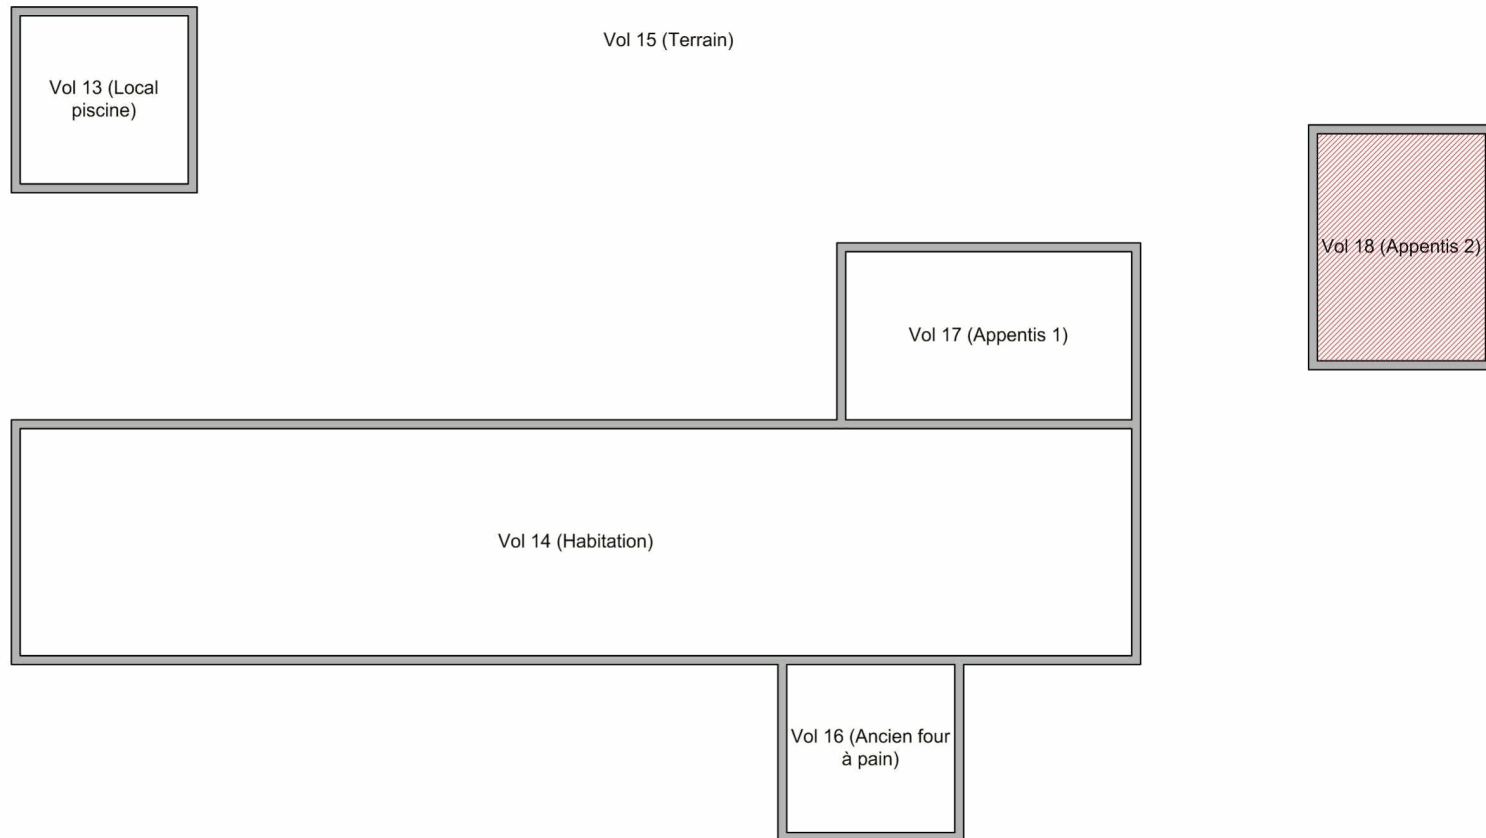 Vol 15 (Terrain)
Vol 13 (Local
piscine)
Vol 18 (Appentis 2)
Vol 17 (Appentis 1)
Vol 14 (Habitation)
Vol 16 (Ancien four
à pain)